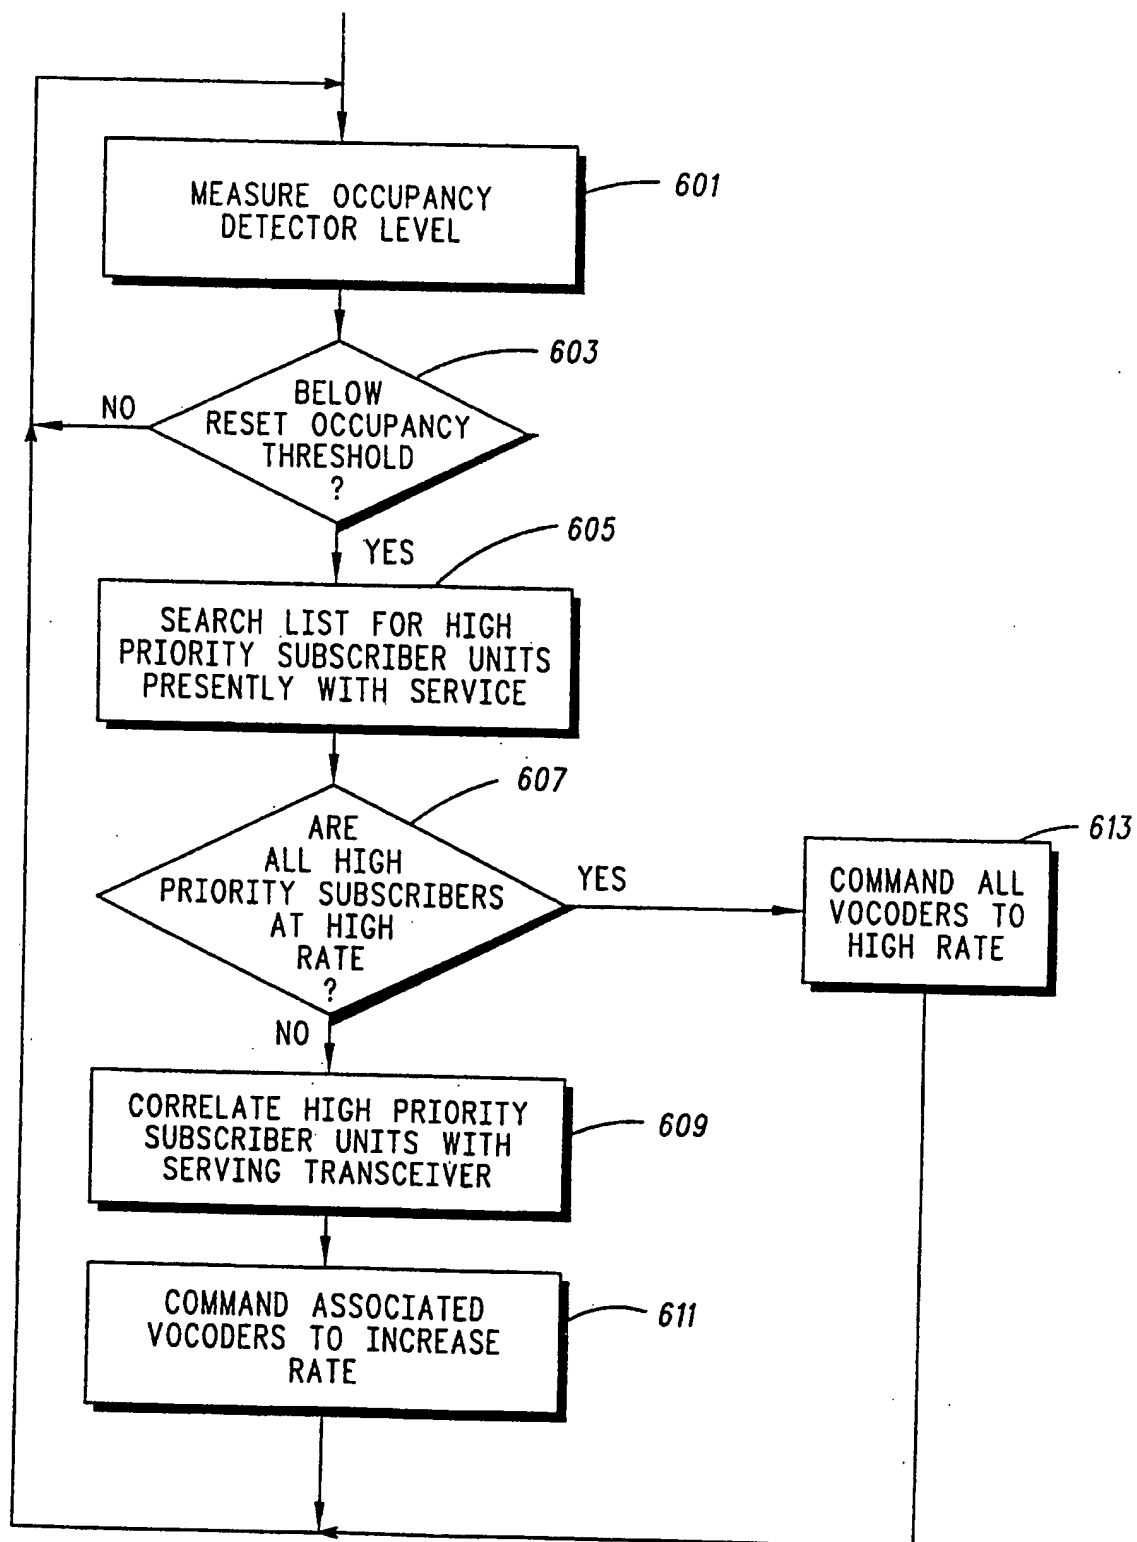 MEASURE OCCUPANCY
DETECTOR LEVEL
601
603
BELOW
RESET OCCUPANCY
THRESHOLD
?
NO
YES
605
SEARCH LIST FOR HIGH
PRIORITY SUBSCRIBER UNITS
PRESENTLY WITH SERVICE
607
ARE
ALL HIGH
PRIORITY SUBSCRIBERS
AT HIGH
RATE
?
YES
NO
613
COMMAND ALL
VOCODERS TO
HIGH RATE
CORRELATE HIGH PRIORITY
SUBSCRIBER UNITS WITH
SERVING TRANSCEIVER
609
COMMAND ASSOCIATED
VOCODERS TO INCREASE
RATE
611